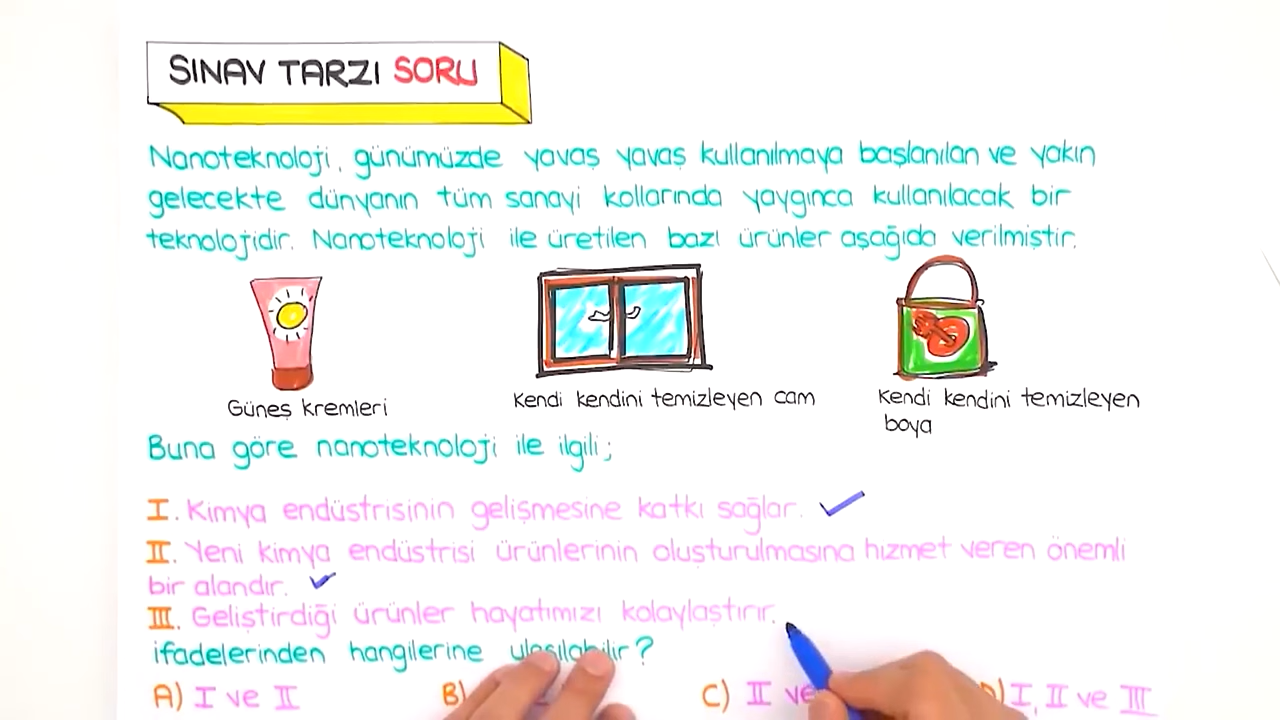 SINAV TARZI SORU
Nanoteknoloji, günümüzde yavaş yavaş kullanılmaya başlanılan ve yakın
gelecekte dünyanın tüm sanayi kollarında yaygınca kullanılacak bir
teknolojidir. Nanoteknoloji ile üretilen bazı ürünler aşağıda verilmiştir.
Güneş kremleri
Kendi kendini temizleyen cam
Kendi kendini temizleyen
boya
Buna göre nanoteknoloji ile ilgili;
I. Kimya endüstrisinin gelişmesine katkı sağlar.
II. Yeni kimya endüstrisi ürünlerinin oluşturulmasına hizmet veren önemli
bir alandır.
III. Geliştirdiği ürünler hayatımızı kolaylaştırır.
ifadelerinden hangilerine ulaşılabilir?
A) I ve II
B)
C) II ve
D) I, II ve III